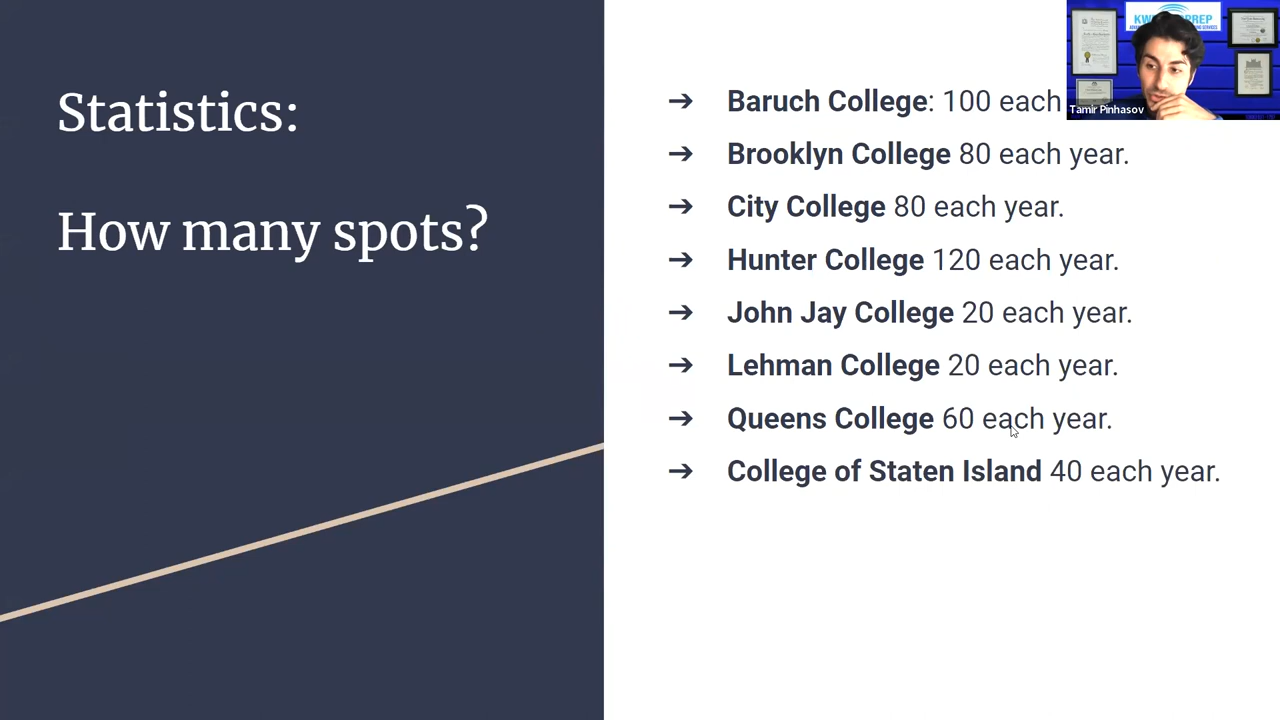 Statistics:
How many spots?
➔ Baruch College: 100 each
➔ Brooklyn College 80 each year.
➔ City College 80 each year.
➔ Hunter College 120 each year.
➔ John Jay College 20 each year.
➔ Lehman College 20 each year.
➔ Queens College 60 each year.
➔ College of Staten Island 40 each year.
Tamir Pinhasov